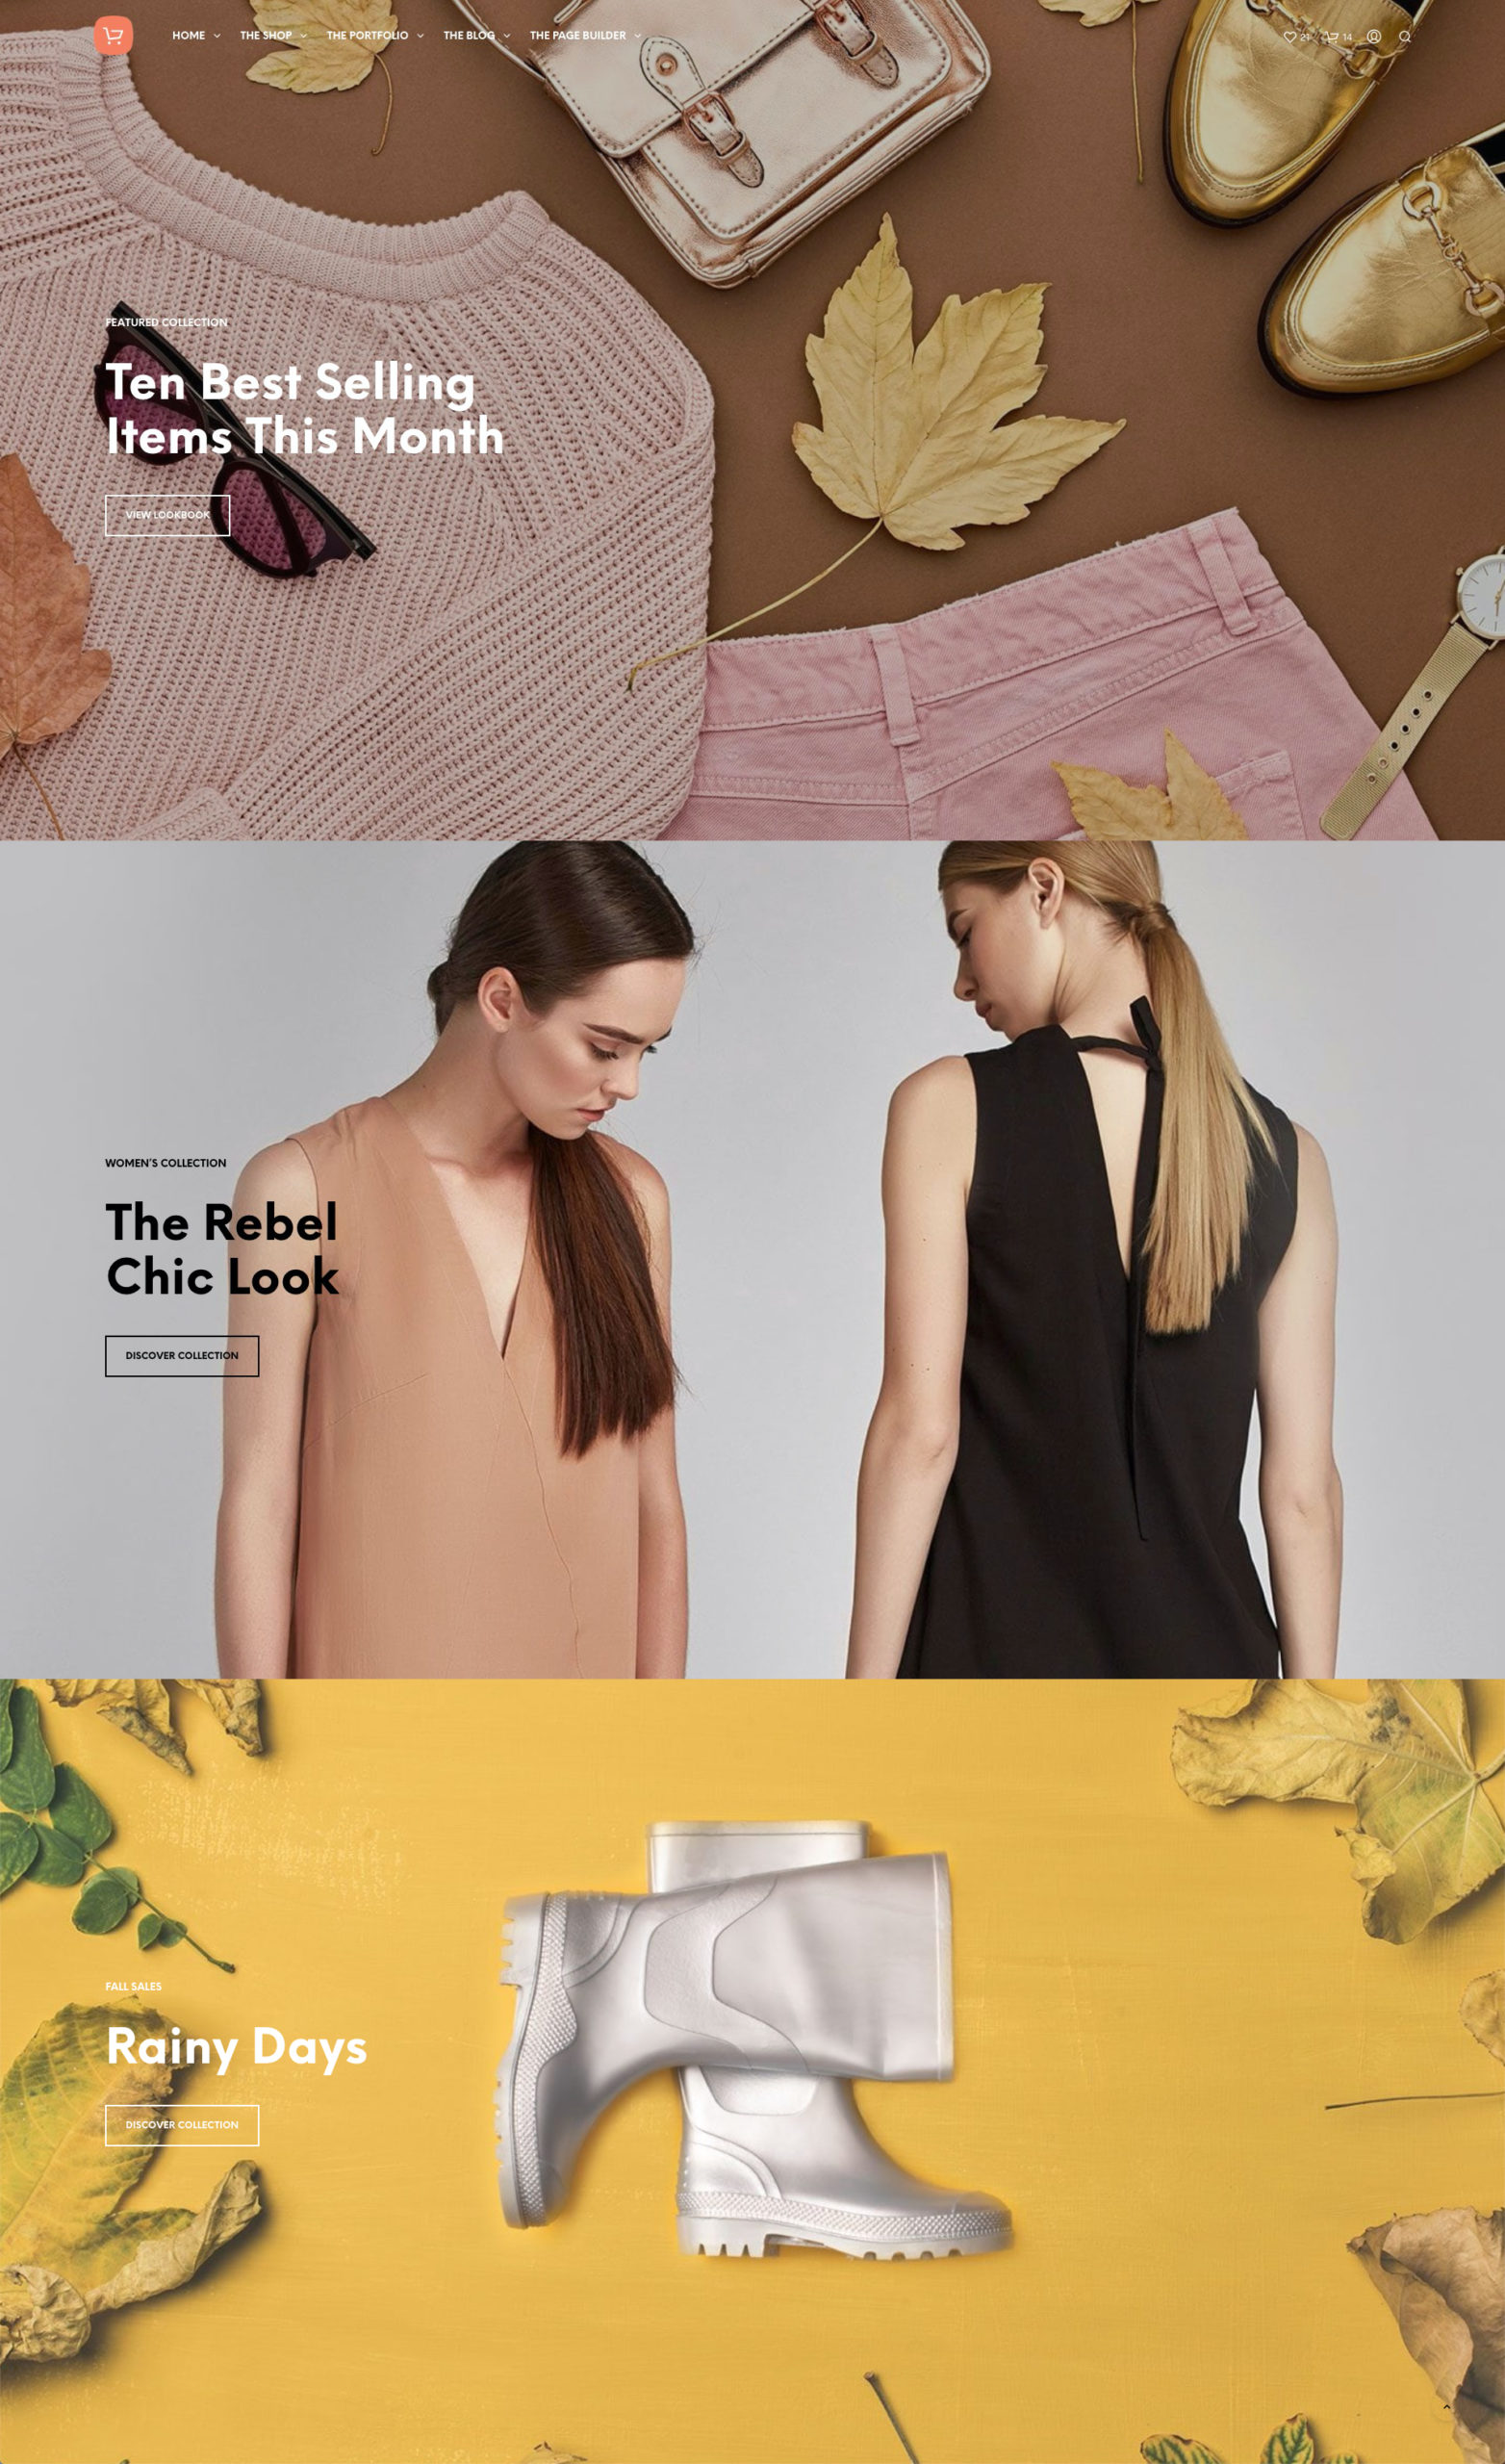 HOME
THE SHOP
THE PORTFOLIO
THE BLOG
THE PAGE BUILDER
21
14
FEATURED COLLECTION
Ten Best Selling
Items This Month
VIEW LOOKBOOK
WOMEN'S COLLECTION
The Rebel
Chic Look
DISCOVER COLLECTION
FALL SALES
Rainy Days
DISCOVER COLLECTION